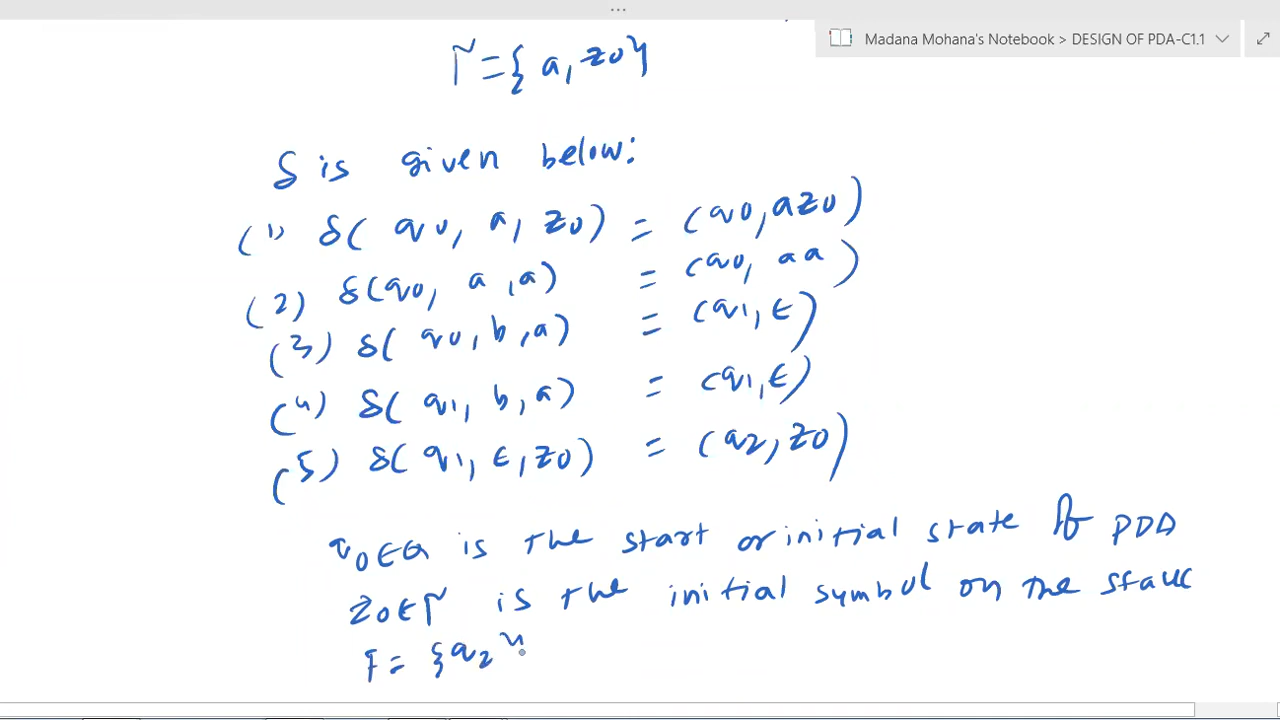 Madana Mohana's Notebook > DESIGN OF PDA-C1.1
Γ = { a, z0 }
δ is given below:
(1) δ( q0, a, z0 ) = ( q0, a z0 )
(2) δ( q0, a, a ) = ( q0, a a )
(3) δ( q0, b, a ) = ( q1, ε )
(4) δ( q1, b, a ) = ( q1, ε )
(5) δ( q1, ε, z0 ) = ( q2, z0 )
q0 ∈ Q is the start or initial state of PDA
z0 ∈ Γ is the initial symbol on the stack
F = { q2 }